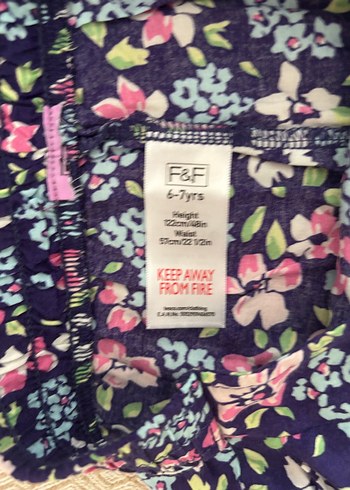 F&F
6-7yrs
Height
122cm/48in
Waist
57cm/22 1/2in
KEEP AWAY
FROM FIRE